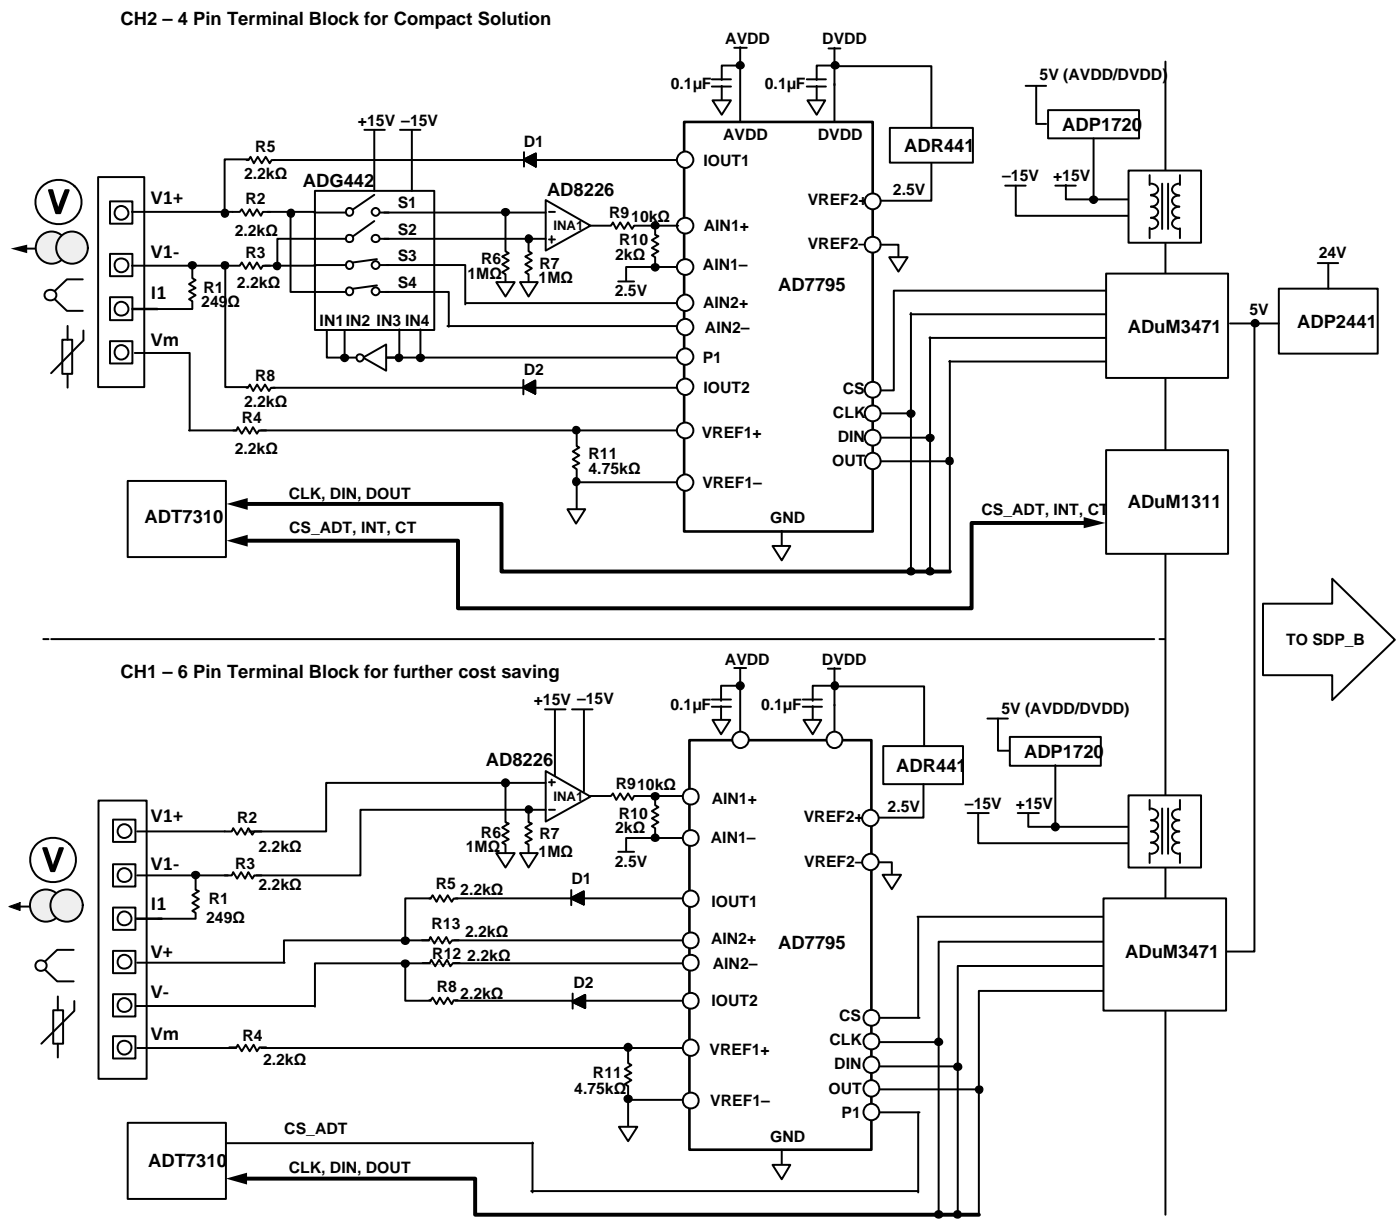 CH2 – 4 Pin Terminal Block for Compact Solution
AVDD
DVDD
0.1µF
0.1µF
5V (AVDD/DVDD)
ADP1720
+15V
–15V
AVDD
DVDD
ADR441
R5
2.2kΩ
D1
IOUT1
ADG442
AD8226
–15V
+15V
V
V1+
R2
2.2kΩ
S1
S2
S3
S4
–
+
INA1
R9
10kΩ
R10
2kΩ
AIN1+
2.5V
VREF2+
VREF2–
V1-
R3
2.2kΩ
R6
1MΩ
R7
1MΩ
2.5V
AIN1–
AD7795
24V
I1
R1
249Ω
AIN2+
AIN2–
IN1
IN2
IN3
IN4
ADuM3471
5V
ADP2441
Vm
P1
R8
2.2kΩ
D2
IOUT2
CS
CLK
DIN
OUT
R4
2.2kΩ
VREF1+
R11
4.75kΩ
VREF1–
ADT7310
CLK, DIN, DOUT
CS_ADT, INT, CT
GND
CS_ADT, INT, CT
ADuM1311
TO SDP_B
CH1 – 6 Pin Terminal Block for further cost saving
AVDD
DVDD
0.1µF
0.1µF
5V (AVDD/DVDD)
ADP1720
+15V
–15V
AD8226
+
–
INA1
R9
10kΩ
R10
2kΩ
AIN1+
ADR441
2.5V
VREF2+
VREF2–
–15V
+15V
V
V1+
R2
2.2kΩ
R6
1MΩ
R7
1MΩ
2.5V
AIN1–
V1-
R3
2.2kΩ
I1
R1
249Ω
R5
2.2kΩ
D1
IOUT1
V+
R13
2.2kΩ
AIN2+
R12
2.2kΩ
AIN2–
AD7795
ADuM3471
V-
R8
2.2kΩ
D2
IOUT2
CS
CLK
DIN
OUT
P1
Vm
R4
2.2kΩ
VREF1+
R11
4.75kΩ
VREF1–
GND
ADT7310
CS_ADT
CLK, DIN, DOUT